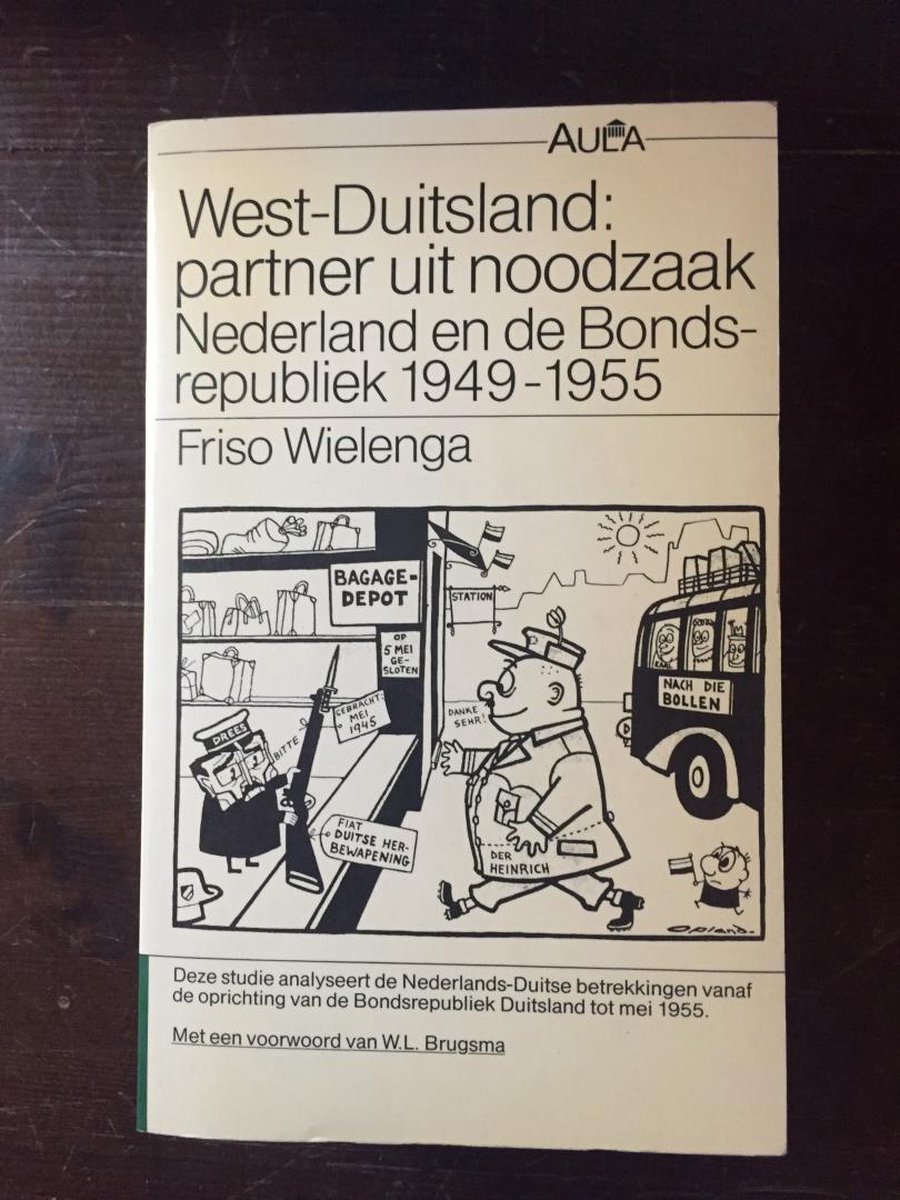 AULA
West-Duitsland:
partner uit noodzaak
Nederland en de Bonds-
republiek 1949-1955
Friso Wielenga
BAGAGE-
DEPOT
OP
5 MEI
GE-
SLOTEN
STATION
GEBRACHT:
MEI
1945
DANKE
SEHR!
NACH DIE
BOLLEN
D
DREES
BITTE
FIAT
DUITSE HER-
BEWAPENING
DER
HEINRICH
Opland.
Deze studie analyseert de Nederlands-Duitse betrekkingen vanaf
de oprichting van de Bondsrepubliek Duitsland tot mei 1955.
Met een voorwoord van W.L. Brugsma